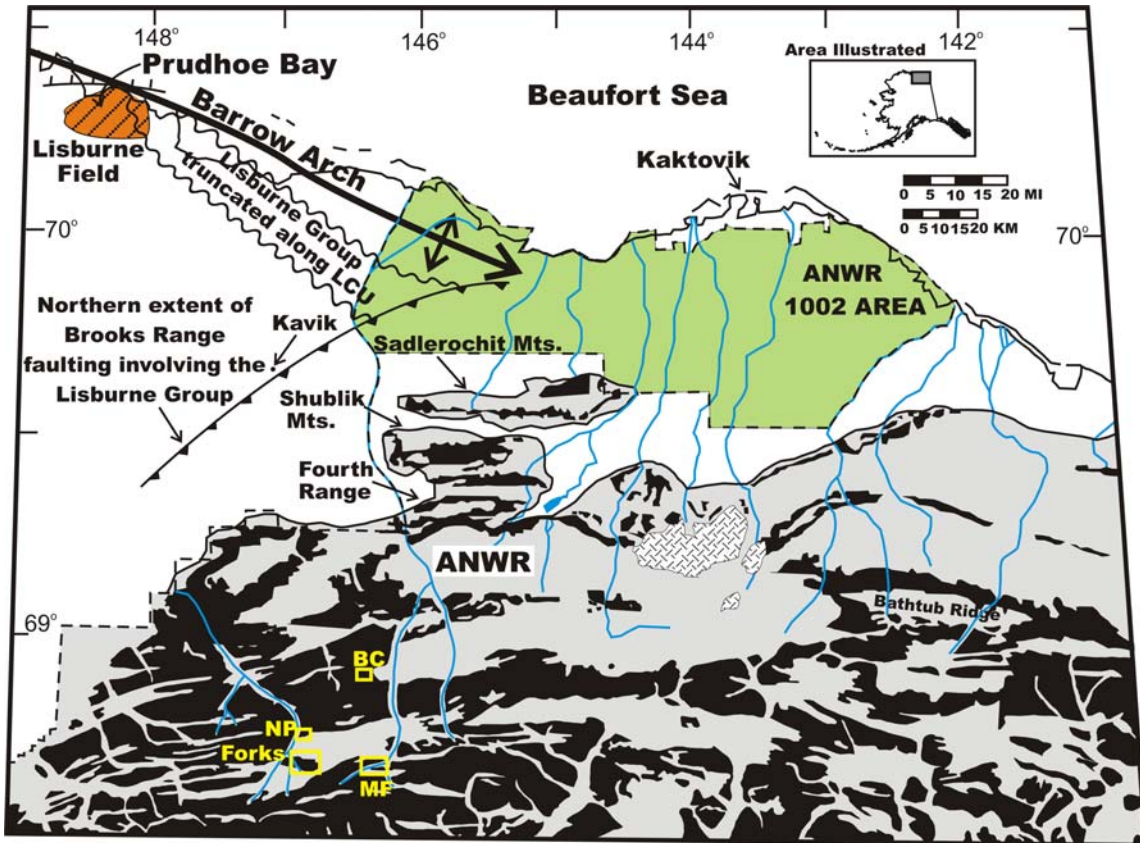 148°
146°
144°
142°
Prudhoe Bay
Area Illustrated
Beaufort Sea
Barrow Arch
Kaktovik
Lisburne
Field
Lisburne Group
truncated along LCU
0 5 10 15 20 MI
0 5 10 15 20 KM
70°
70°
ANWR
1002 AREA
Northern extent of
Brooks Range
faulting involving the
Lisburne Group
Kavik
Sadlerochit Mts.
Shublik
Mts.
Fourth
Range
ANWR
69°
Bathtub Ridge
BC
NP
Forks
MF